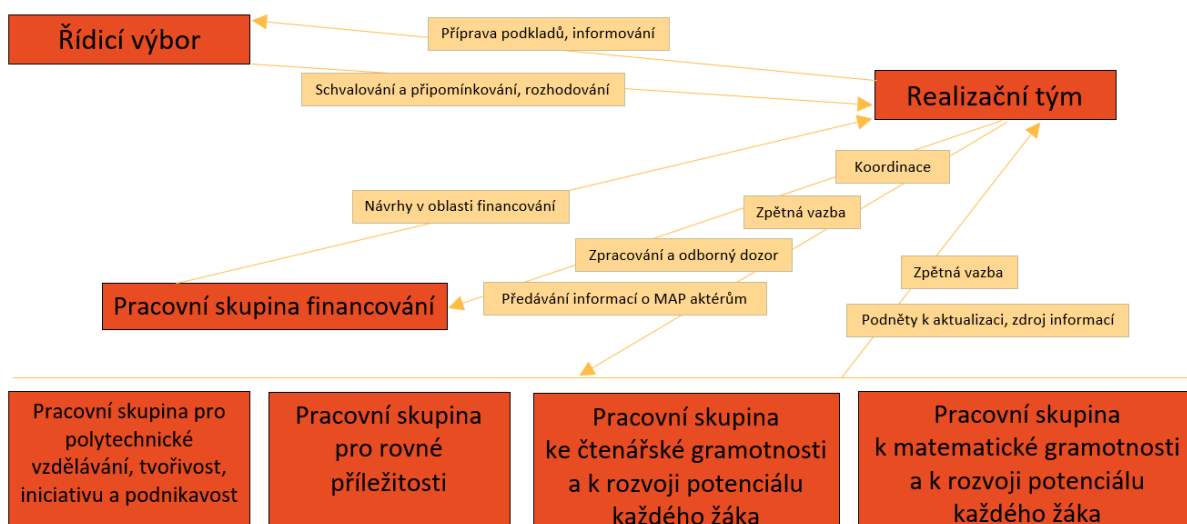 Řídicí výbor
Příprava podkladů, informování
Schvalování a připomínkování, rozhodování
Realizační tým
Koordinace
Návrhy v oblasti financování
Zpětná vazba
Zpracování a odborný dozor
Zpětná vazba
Pracovní skupina financování
Předávání informací o MAP aktérům
Podněty k aktualizaci, zdroj informací
Pracovní skupina pro
polytechnické
vzdělávání, tvořivost,
iniciativu a podnikavost
Pracovní skupina
pro rovné
příležitosti
Pracovní skupina
ke čtenářské gramotnosti
a k rozvoji potenciálu
každého žáka
Pracovní skupina
k matematické gramotnosti
a k rozvoji potenciálu
každého žáka